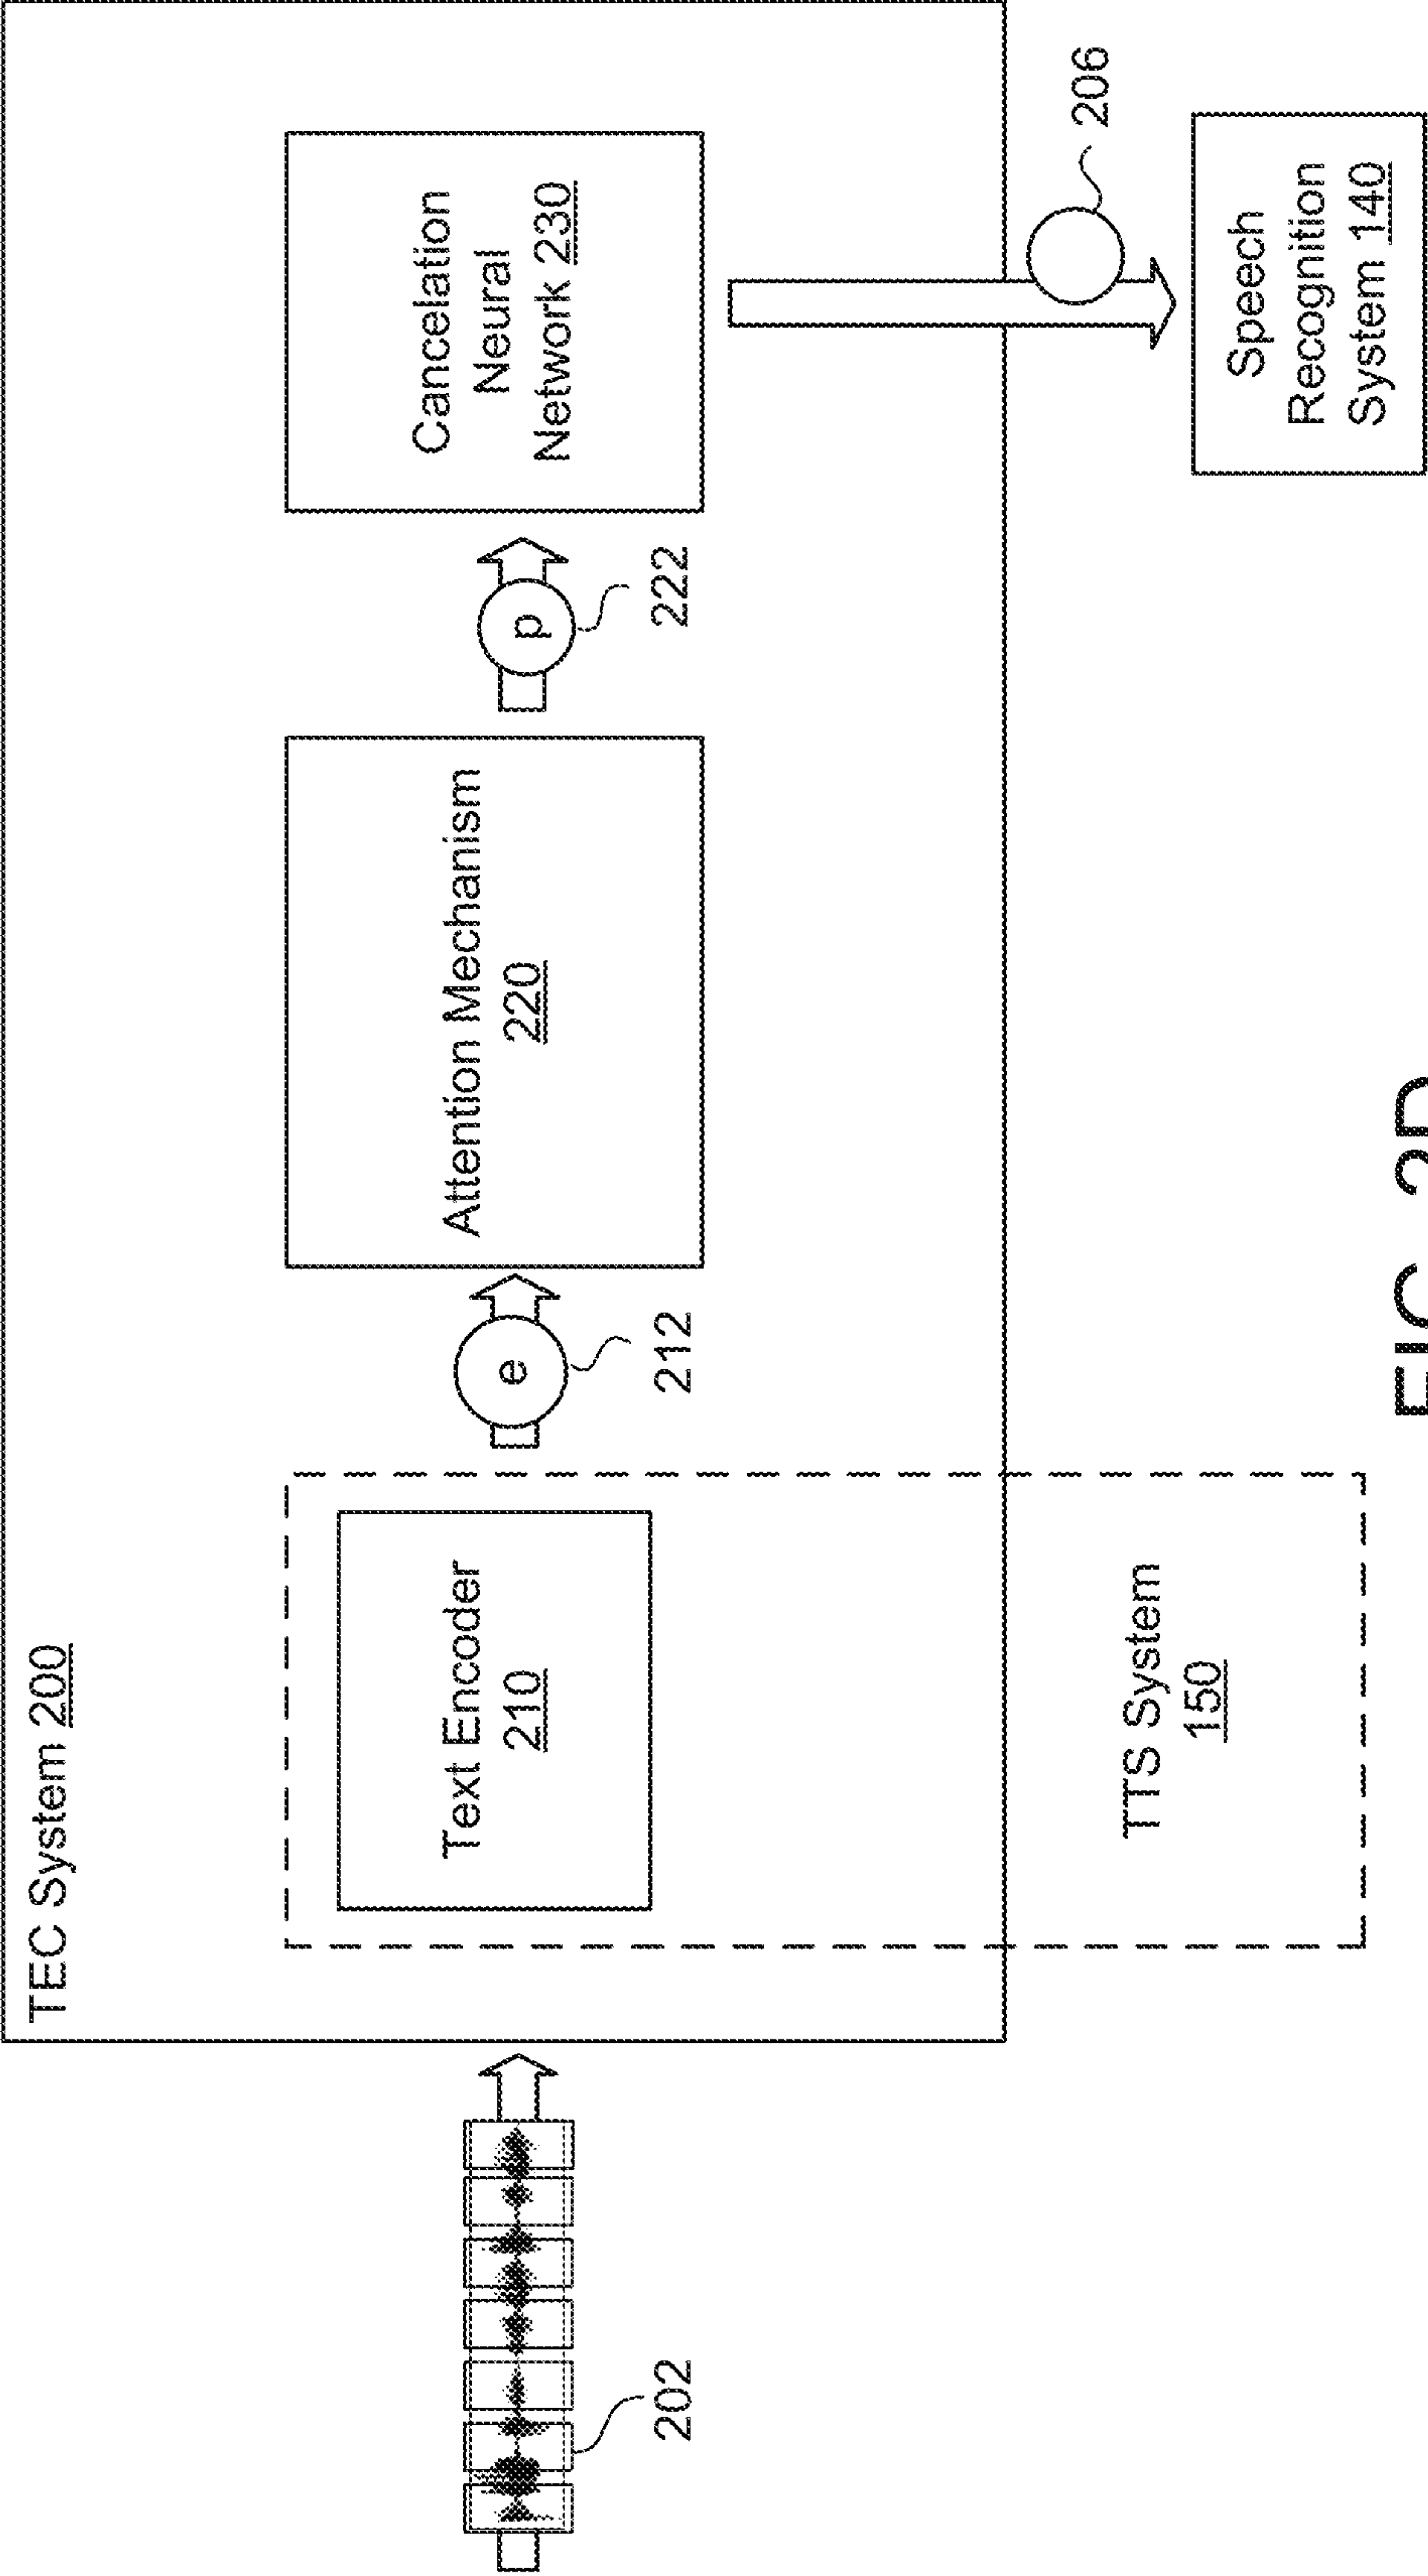 TEC System 200
202
Text Encoder
210
TTS System
150
e
212
Attention Mechanism
220
p
222
Cancelation
Neural
Network 230
206
Speech
Recognition
System 140